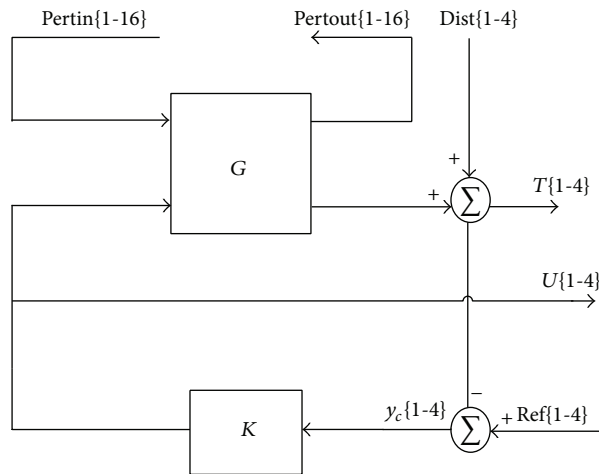 Pertin{1-16}
Pertout{1-16}
Dist{1-4}
G
+
+
∑
T{1-4}
U{1-4}
−
K
y_c{1-4}
∑
+ Ref{1-4}